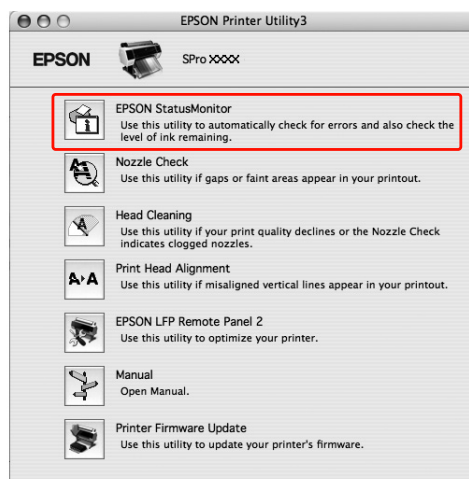 EPSON Printer Utility3
EPSON
SPro XXXX
EPSON StatusMonitor
Use this utility to automatically check for errors and also check the
level of ink remaining.
Nozzle Check
Use this utility if gaps or faint areas appear in your printout.
Head Cleaning
Use this utility if your print quality declines or the Nozzle Check
indicates clogged nozzles.
Print Head Alignment
Use this utility if misaligned vertical lines appear in your printout.
EPSON LFP Remote Panel 2
Use this utility to optimize your printer.
Manual
Open Manual.
Printer Firmware Update
Use this utility to update your printer's firmware.